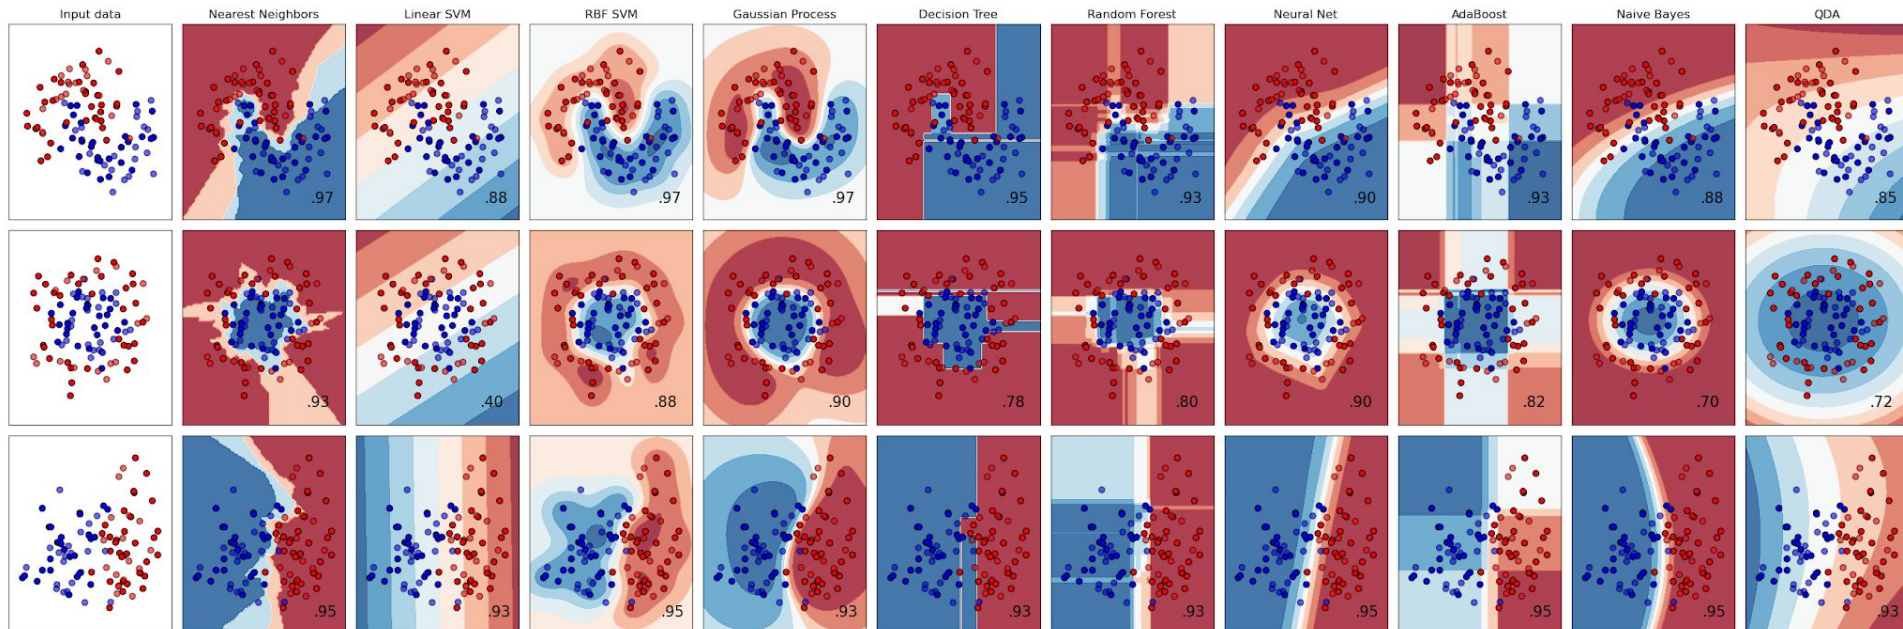 Input data Nearest Neighbors Linear SVM RBF SVM Gaussian Process Decision Tree Random Forest Neural Net AdaBoost Naive Bayes QDA
.97 .88 .97 .97 .95 .93 .90 .93 .88 .85
.93 .40 .88 .90 .78 .80 .90 .82 .70 .72
.95 .93 .95 .93 .93 .93 .95 .95 .95 .93